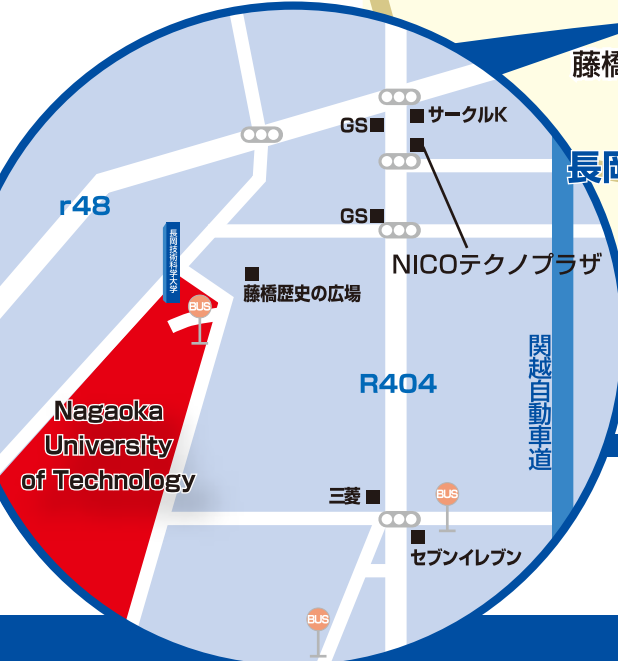 藤橋
サークルK
GS
長岡
r48
GS
長岡技術科学大学
NICOテクノプラザ
藤橋歴史の広場
BUS
関越自動車道
R404
Nagaoka
University
of Technology
三菱
BUS
セブンイレブン
BUS